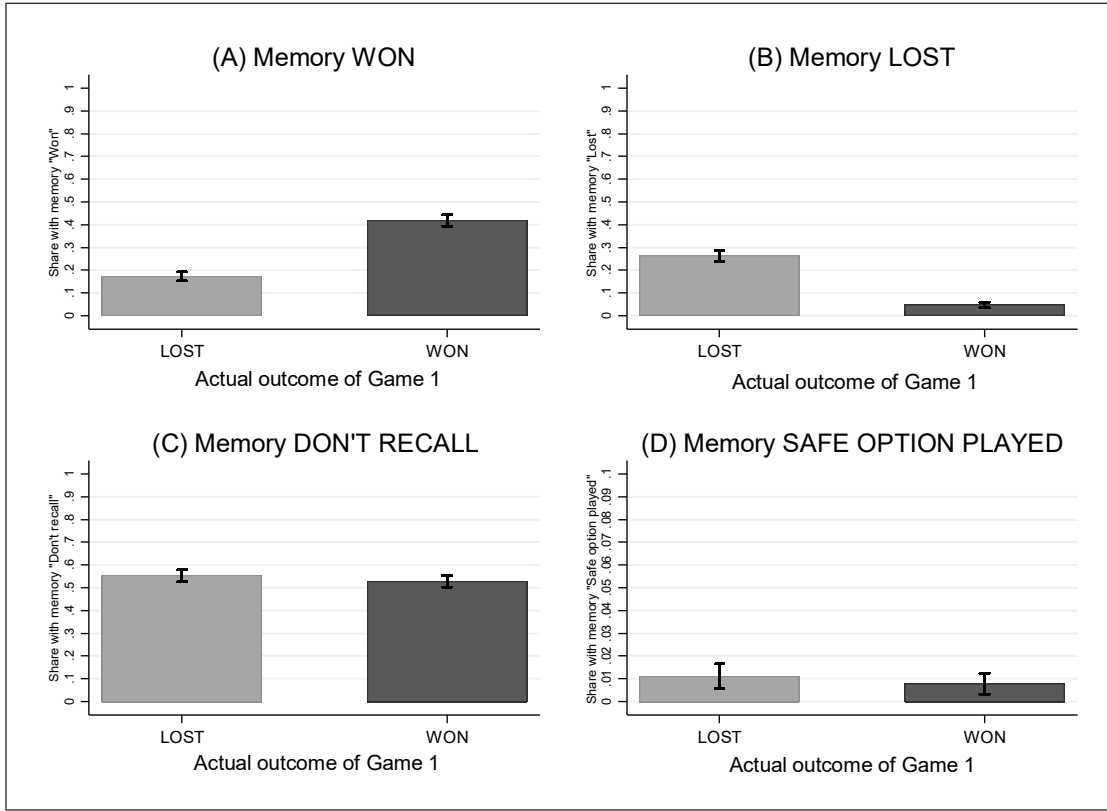 (A) Memory WON
Share with memory "Won"
1
.9
.8
.7
.6
.5
.4
.3
.2
.1
0
LOST
WON
Actual outcome of Game 1
(B) Memory LOST
Share with memory "Lost"
1
.9
.8
.7
.6
.5
.4
.3
.2
.1
0
LOST
WON
Actual outcome of Game 1
(C) Memory DON'T RECALL
Share with memory "Don't recall"
1
.9
.8
.7
.6
.5
.4
.3
.2
.1
0
LOST
WON
Actual outcome of Game 1
(D) Memory SAFE OPTION PLAYED
Share with memory "Safe option played"
.1
.09
.08
.07
.06
.05
.04
.03
.02
.01
0
LOST
WON
Actual outcome of Game 1